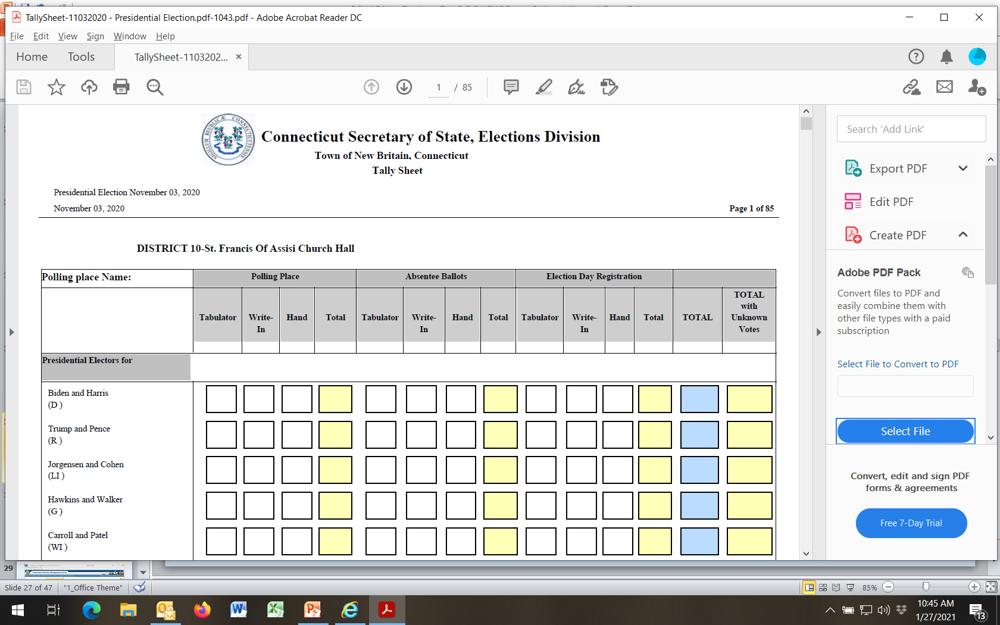 TallySheet-11032020 - Presidential Election.pdf-1043.pdf - Adobe Acrobat Reader DC
File Edit View Sign Window Help
Home Tools TallySheet-1103202... ×
1 / 85
Connecticut Secretary of State, Elections Division
Town of New Britain, Connecticut
Tally Sheet
Presidential Election November 03, 2020
November 03, 2020
Page 1 of 85
DISTRICT 10-St. Francis Of Assisi Church Hall
Polling place Name: Polling Place Absentee Ballots Election Day Registration
Tabulator Write-In Hand Total Tabulator Write-In Hand Total Tabulator Write-In Hand Total TOTAL TOTAL with Unknown Votes
Presidential Electors for
Biden and Harris
(D )
Trump and Pence
(R )
Jorgensen and Cohen
(LI )
Hawkins and Walker
(G )
Carroll and Patel
(WI )
Search 'Add Link'
Export PDF
Edit PDF
Create PDF
Adobe PDF Pack
Convert files to PDF and
easily combine them with
other file types with a paid
subscription
Select File to Convert to PDF
Select File
Convert, edit and sign PDF
forms & agreements
Free 7-Day Trial
29
Slide 27 of 47 "1_Office Theme" 85%
10:45 AM
1/27/2021
13